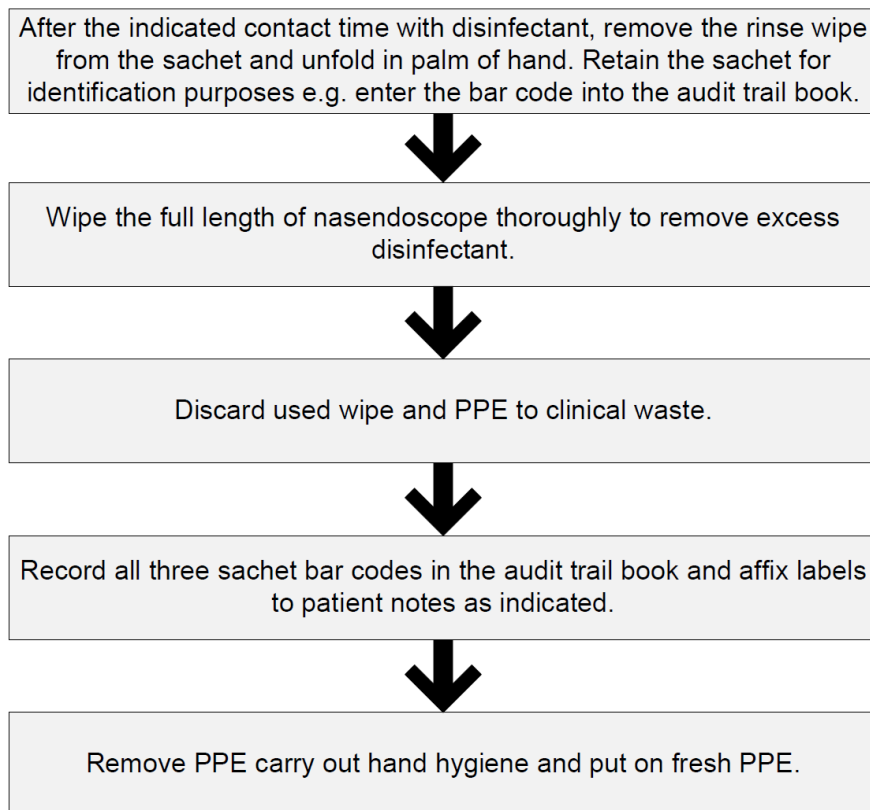 After the indicated contact time with disinfectant, remove the rinse wipe
from the sachet and unfold in palm of hand. Retain the sachet for
identification purposes e.g. enter the bar code into the audit trail book.
Wipe the full length of nasendoscope thoroughly to remove excess
disinfectant.
Discard used wipe and PPE to clinical waste.
Record all three sachet bar codes in the audit trail book and affix labels
to patient notes as indicated.
Remove PPE carry out hand hygiene and put on fresh PPE.